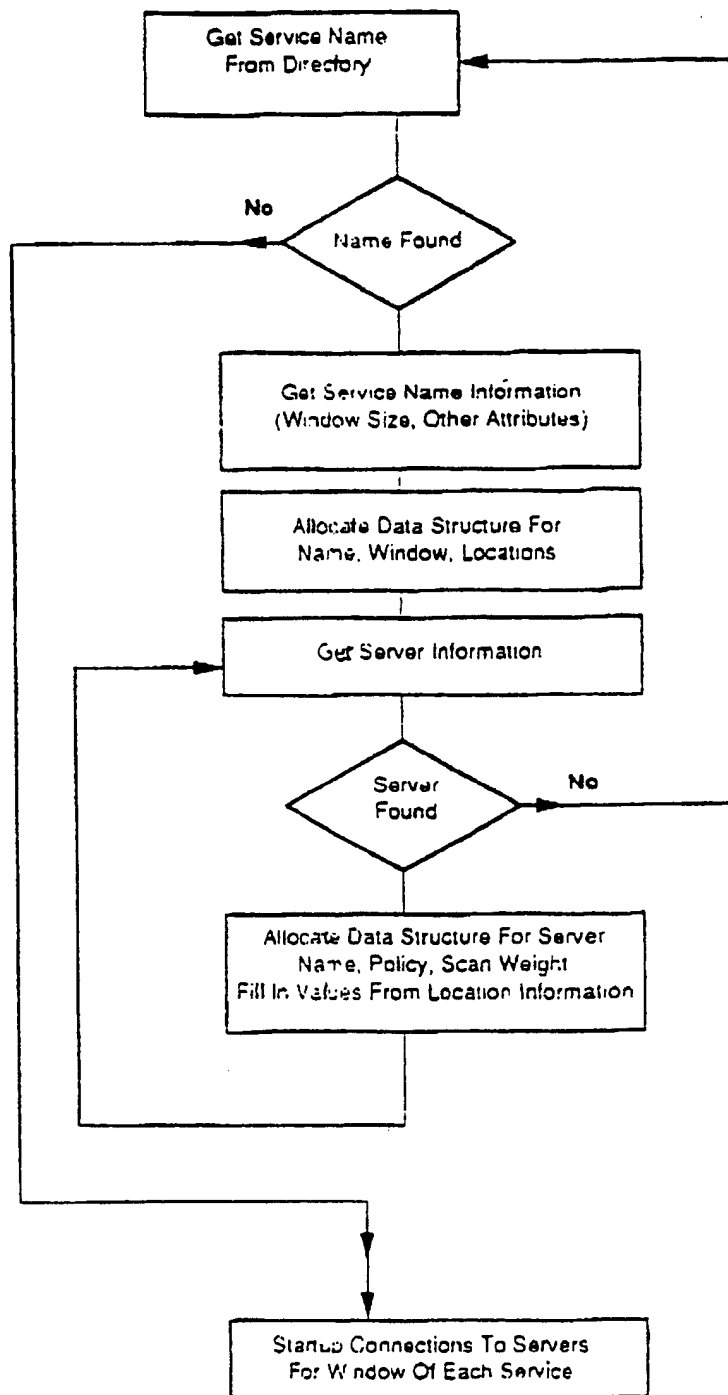 Get Service Name
From Directory
No
Name Found
Get Service Name Information
(Window Size, Other Attributes)
Allocate Data Structure For
Name, Window, Locations
Get Server Information
Server
Found
No
Allocate Data Structure For Server
Name, Policy, Scan Weight
Fill In Values From Location Information
Startup Connections To Servers
For Window Of Each Service